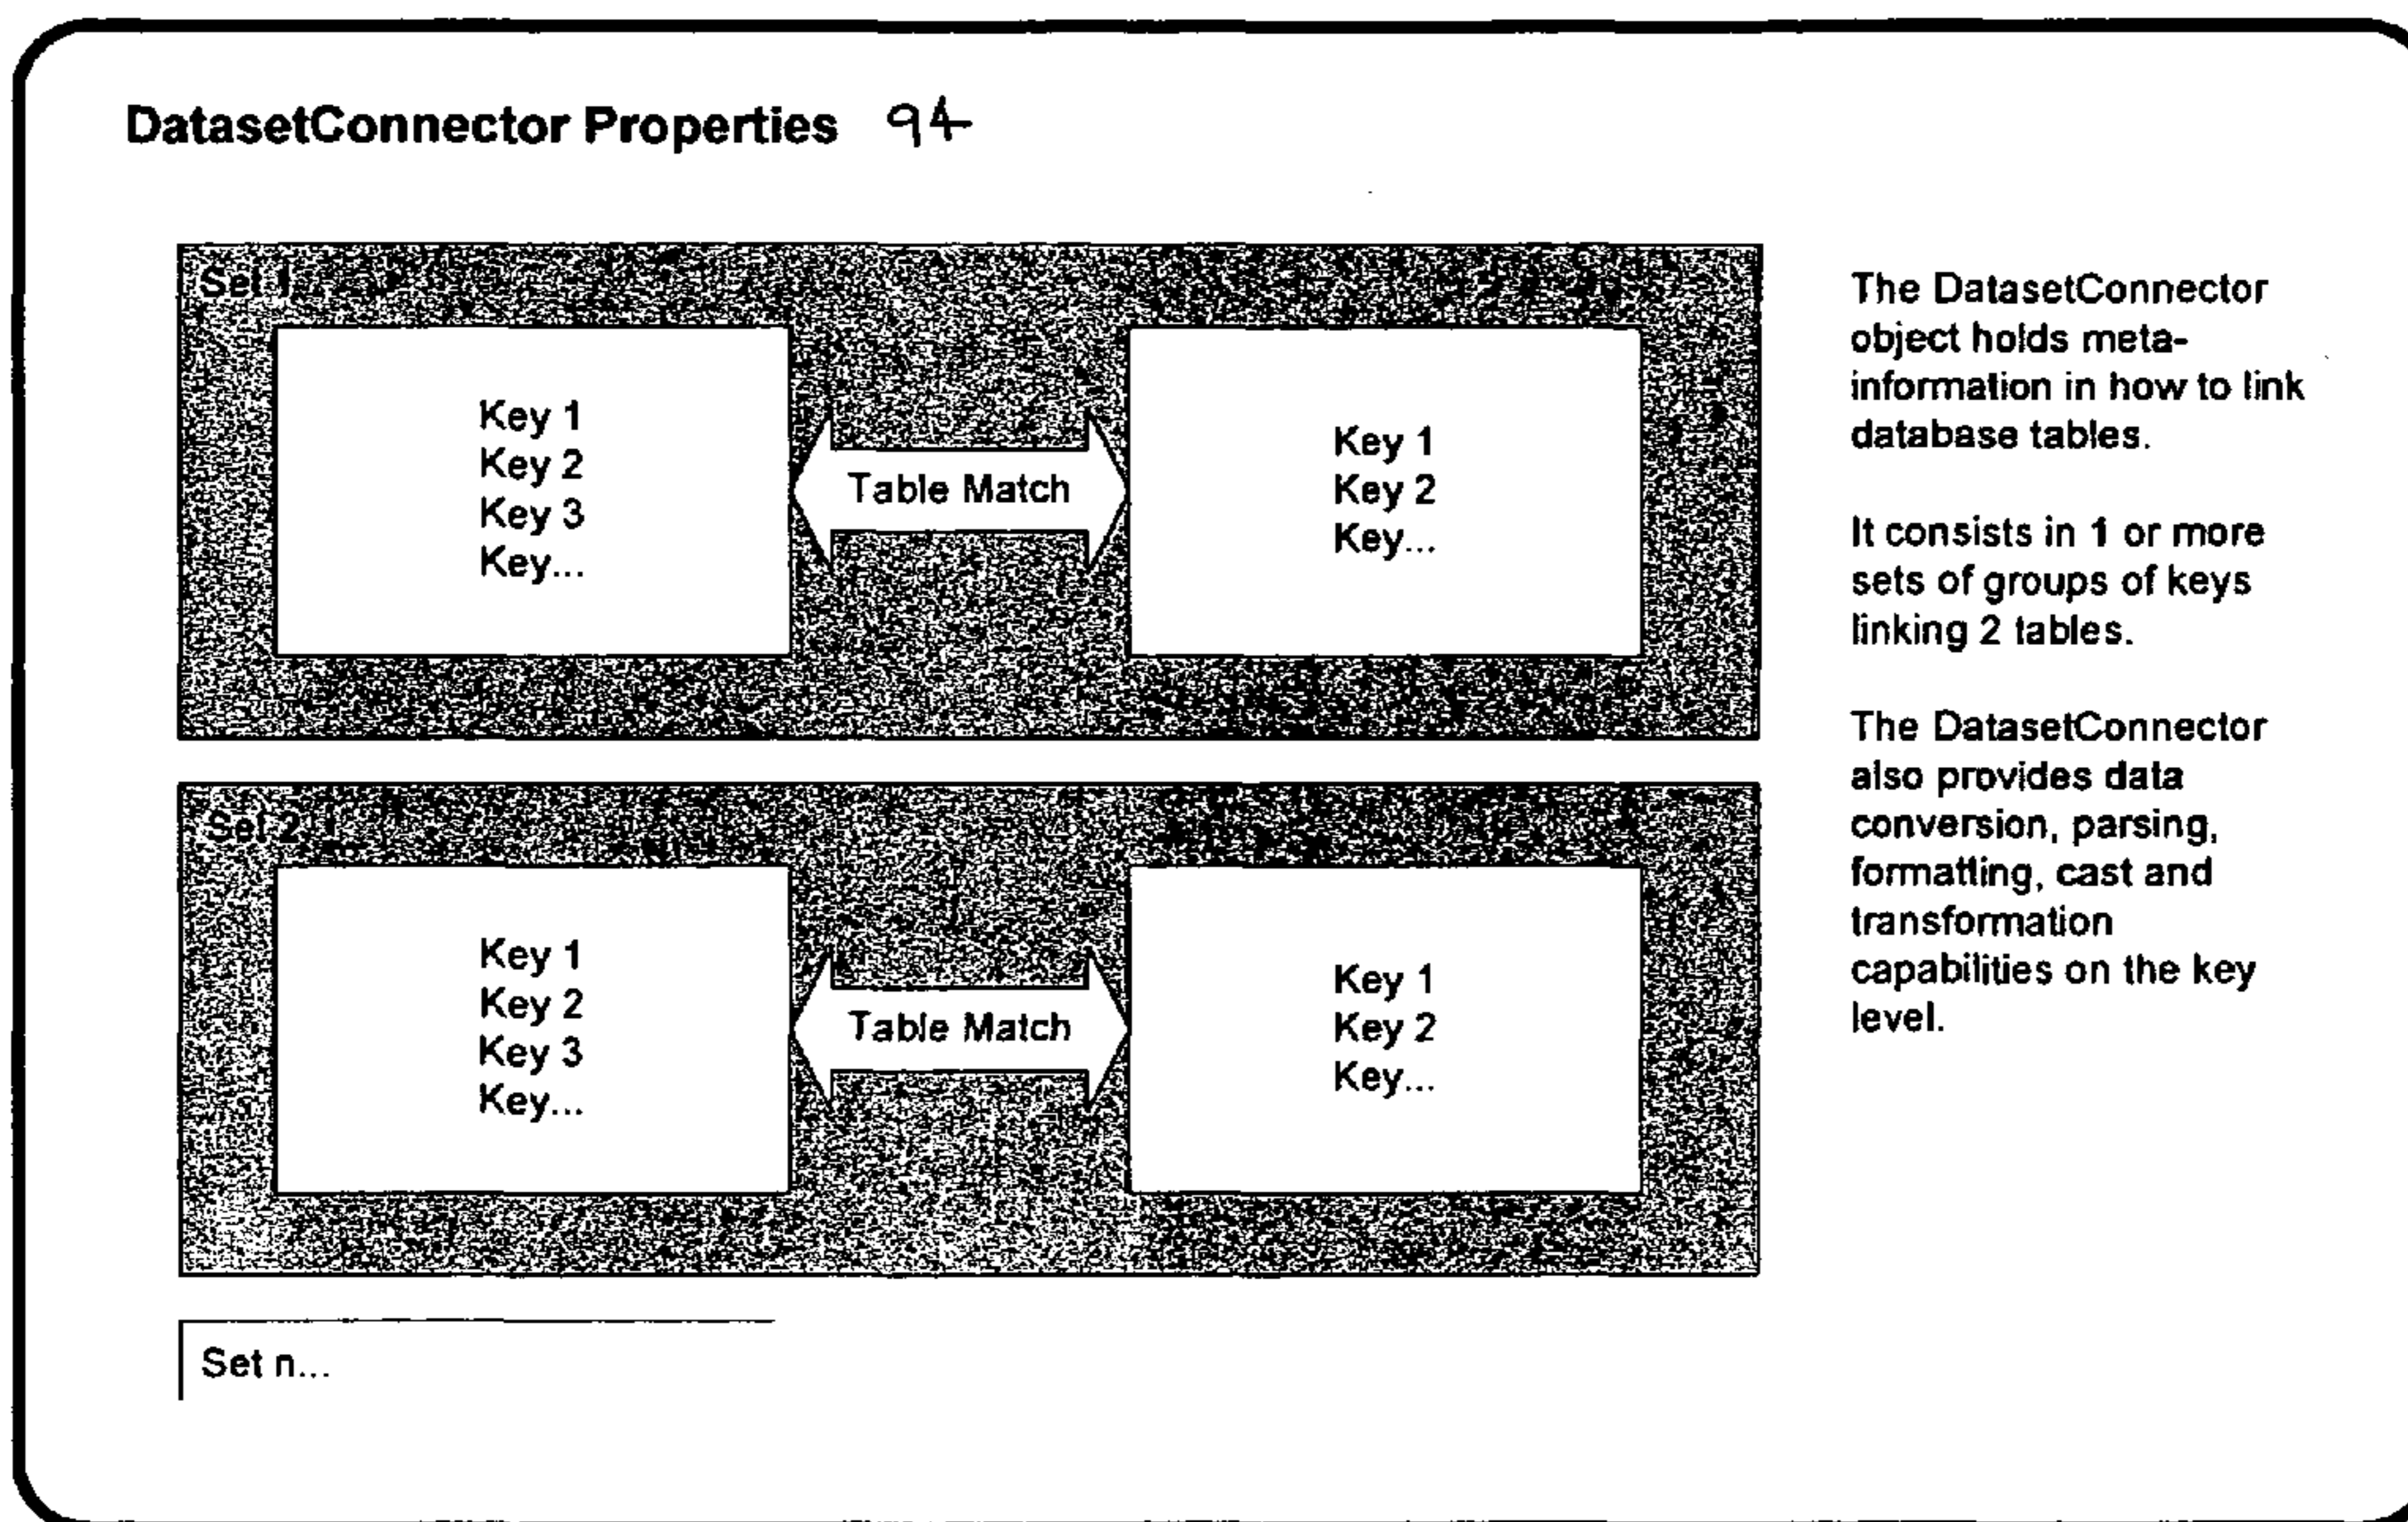 DatasetConnector Properties 94
Set 1
Key 1
Key 2
Key 3
Key...
Table Match
Key 1
Key 2
Key...
Set 2
Key 1
Key 2
Key 3
Key...
Table Match
Key 1
Key 2
Key...
Set n...
The DatasetConnector
object holds meta-
information in how to link
database tables.
It consists in 1 or more
sets of groups of keys
linking 2 tables.
The DatasetConnector
also provides data
conversion, parsing,
formatting, cast and
transformation
capabilities on the key
level.